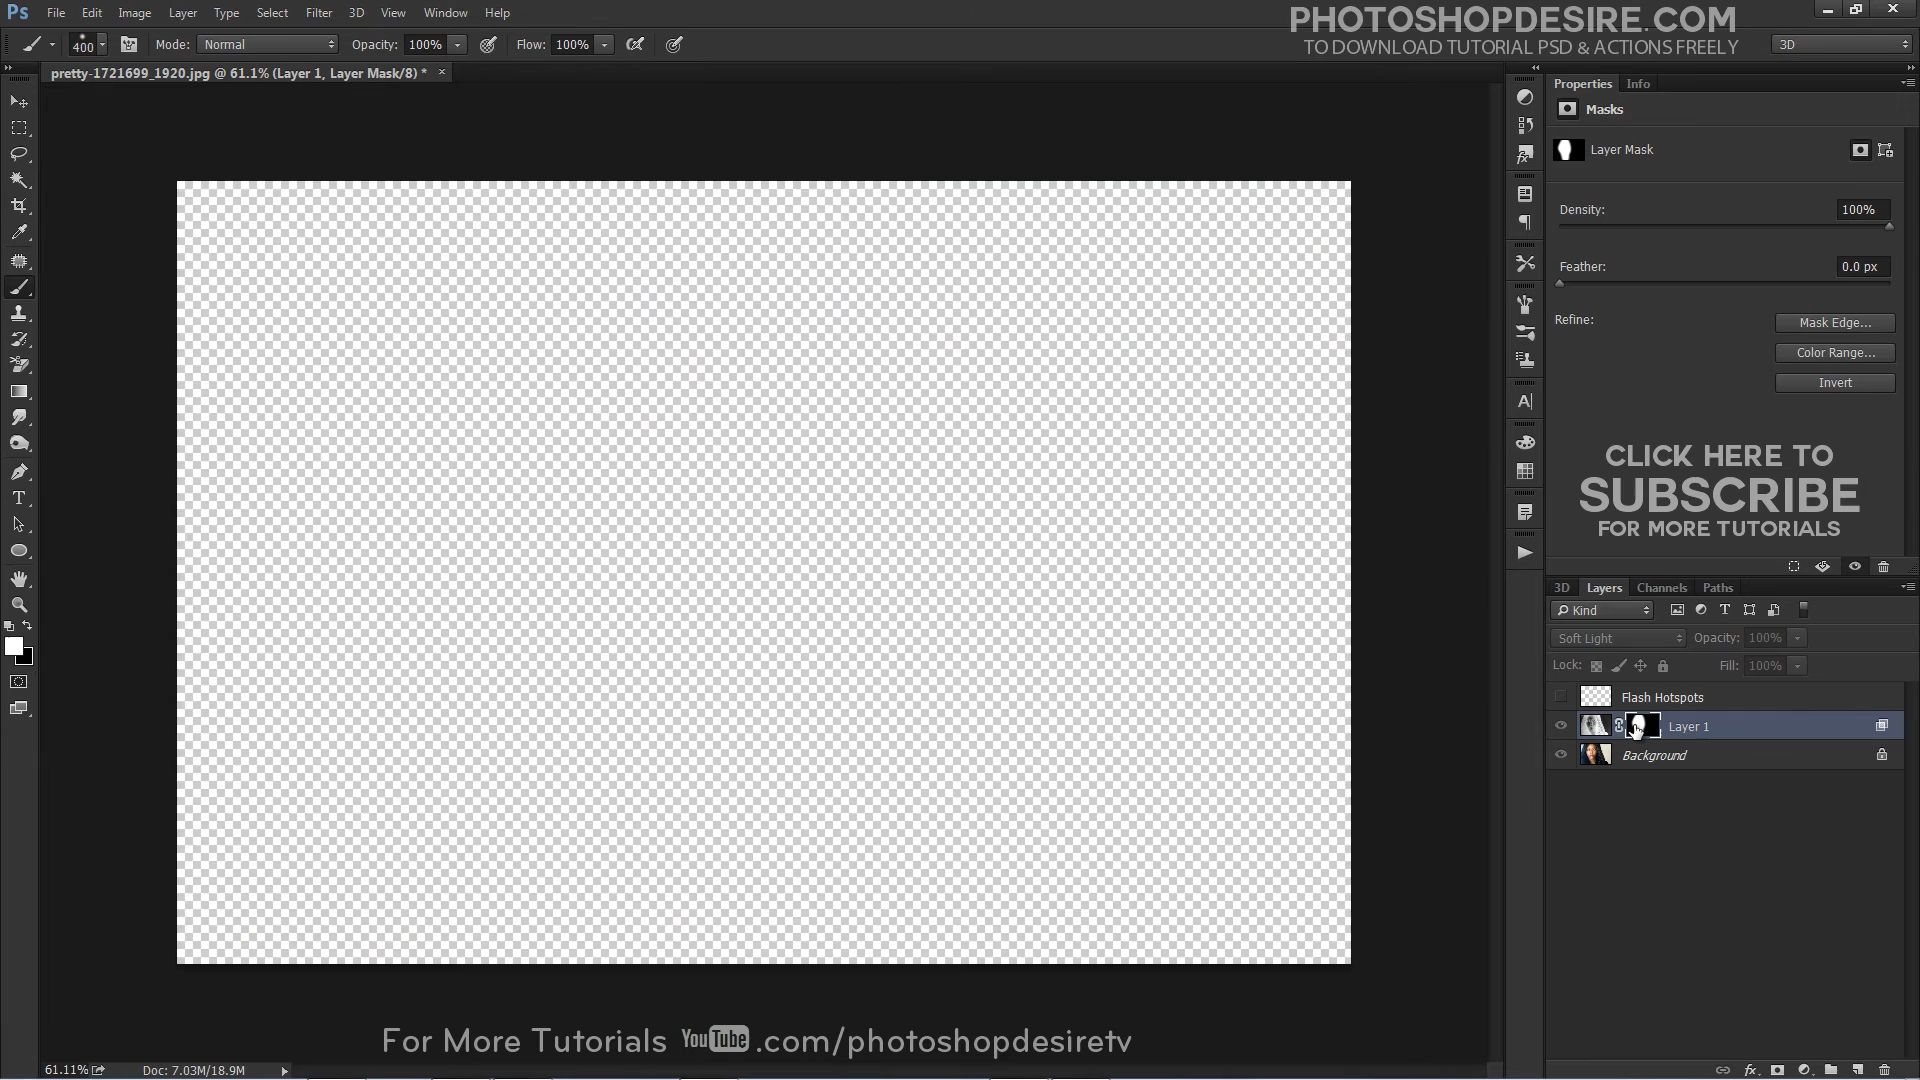 Ps File Edit Image Layer Type Select Filter 3D View Window Help
PHOTOSHOPDESIRE.COM
TO DOWNLOAD TUTORIAL PSD & ACTIONS FREELY
400 Mode: Normal Opacity: 100% Flow: 100% 3D
pretty-1721699_1920.jpg @ 61.1% (Layer 1, Layer Mask/8) * ×
Properties Info
Masks
Layer Mask
Density: 100%
Feather: 0.0 px
Refine: Mask Edge...
Color Range...
Invert
CLICK HERE TO
SUBSCRIBE
FOR MORE TUTORIALS
3D Layers Channels Paths
Kind
Soft Light Opacity: 100%
Lock: Fill: 100%
Flash Hotspots
Layer 1
Background
For More Tutorials YouTube .com/photoshopdesiretv
61.11% Doc: 7.03M/18.9M